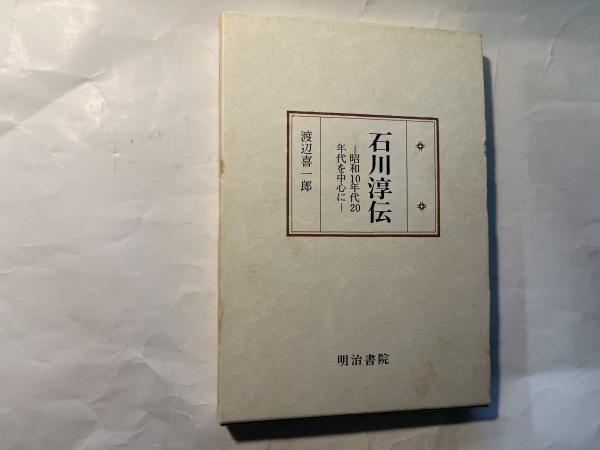 石川淳伝
―昭和10年代20
年代を中心に―
渡辺喜一郎
明治書院